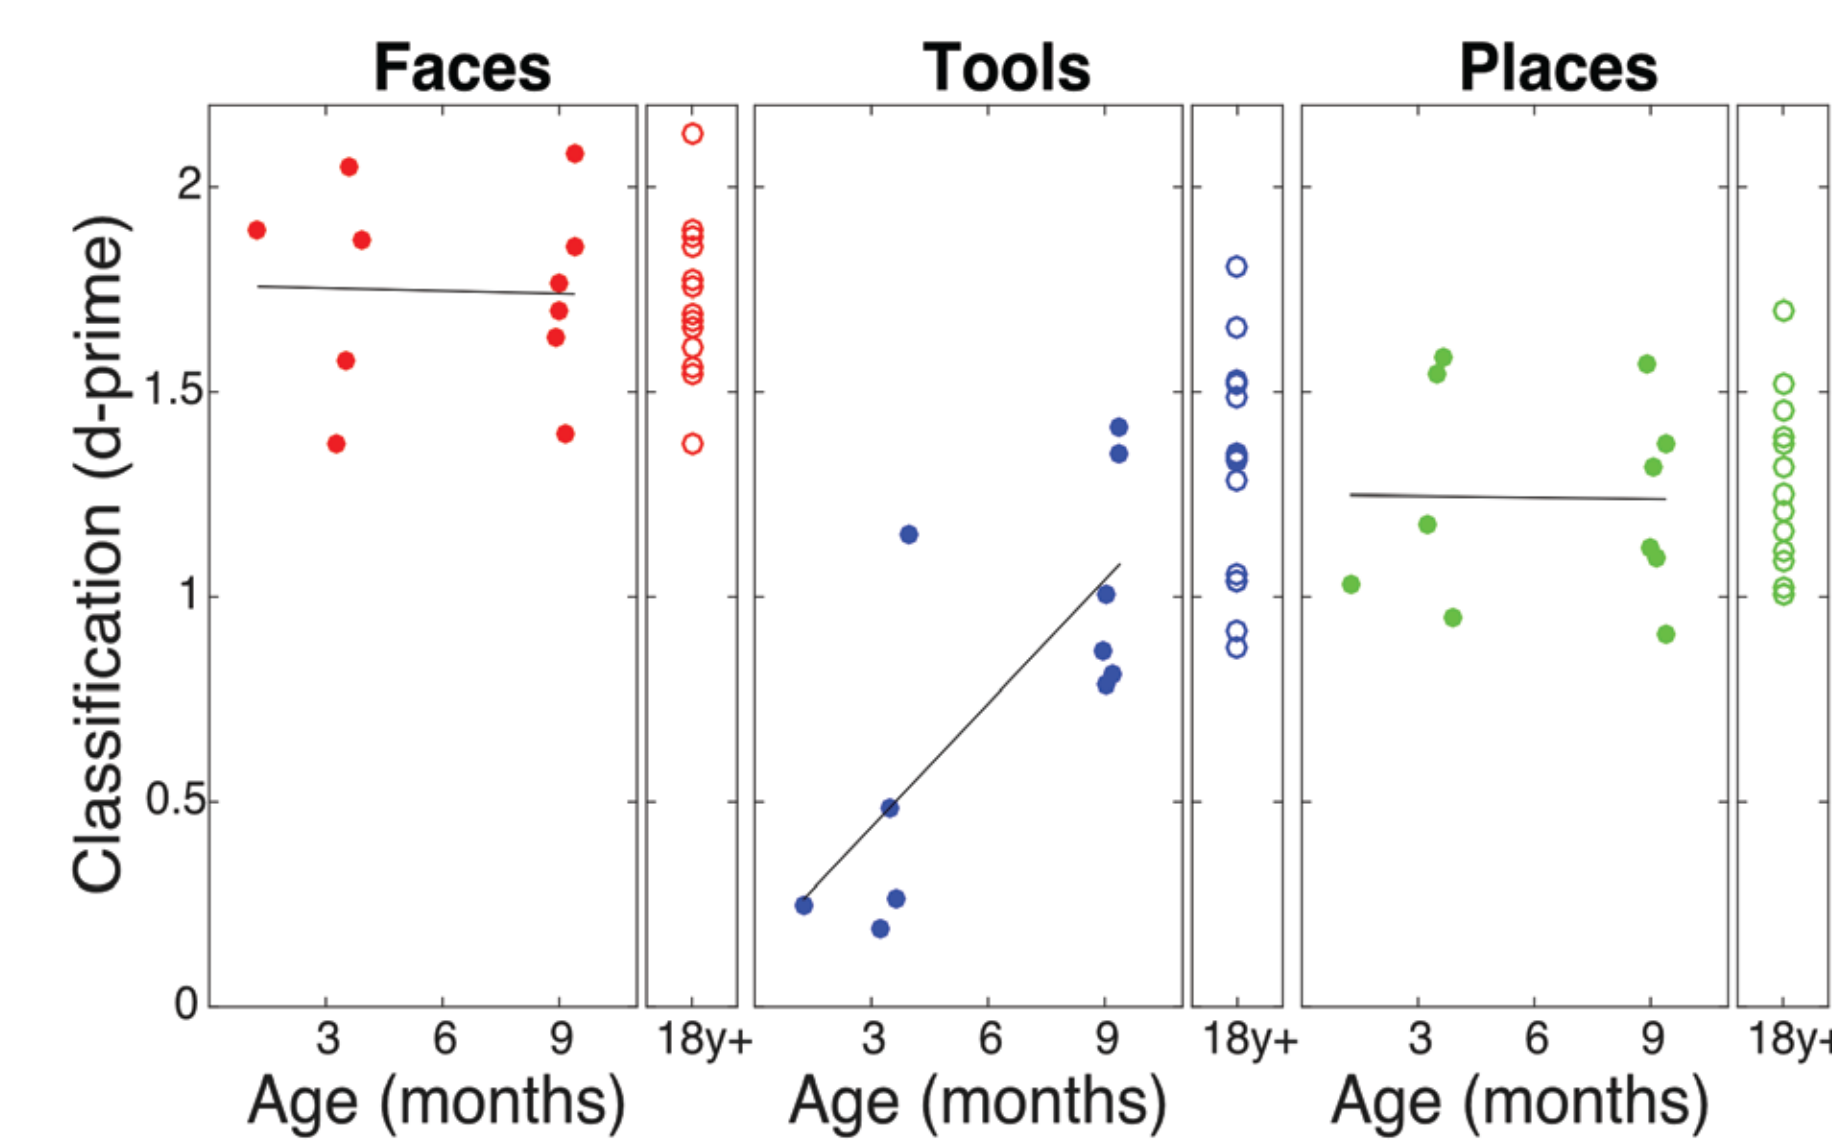 Faces Tools Places
Classification (d-prime)
2
1.5
1
0.5
0
3 6 9 18y+ 3 6 9 18y+ 3 6 9 18y+
Age (months) Age (months) Age (months)